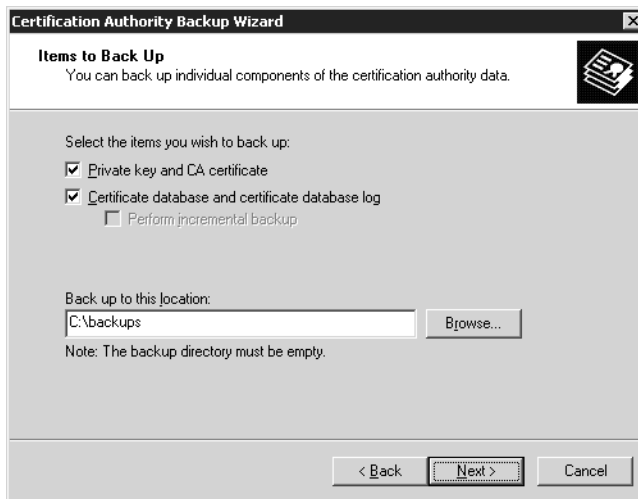 Certification Authority Backup Wizard
Items to Back Up
You can back up individual components of the certification authority data.
Select the items you wish to back up:
Private key and CA certificate
Certificate database and certificate database log
Perform incremental backup
Back up to this location:
C:\backups
Browse...
Note: The backup directory must be empty.
< Back
Next >
Cancel